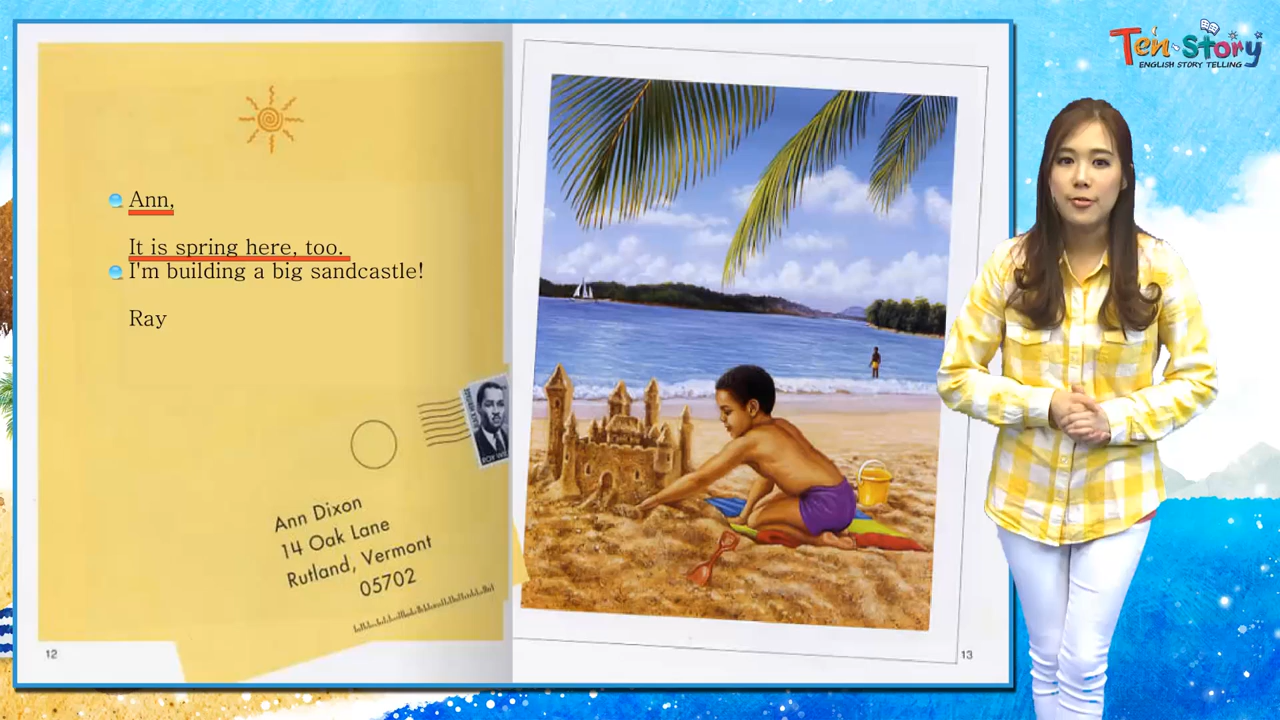 Ten Story
ENGLISH STORY TELLING
Ann,
It is spring here, too.
I'm building a big sandcastle!
Ray
Ann Dixon
14 Oak Lane
Rutland, Vermont
05702
12
13